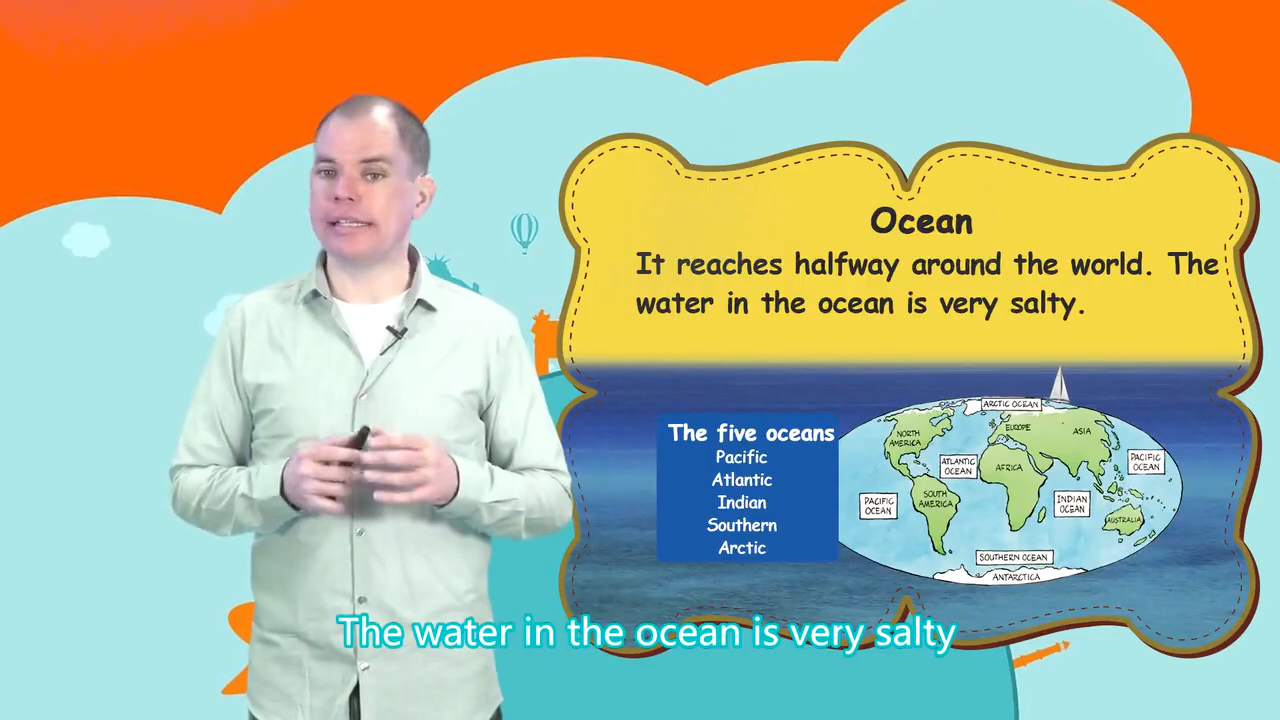 Ocean
It reaches halfway around the world. The
water in the ocean is very salty.
The five oceans
Pacific
Atlantic
Indian
Southern
Arctic
ARCTIC OCEAN
NORTH
AMERICA
EUROPE
ASIA
ATLANTIC
OCEAN
AFRICA
PACIFIC
OCEAN
PACIFIC
OCEAN
SOUTH
AMERICA
INDIAN
OCEAN
AUSTRALIA
SOUTHERN OCEAN
ANTARCTICA
The water in the ocean is very salty